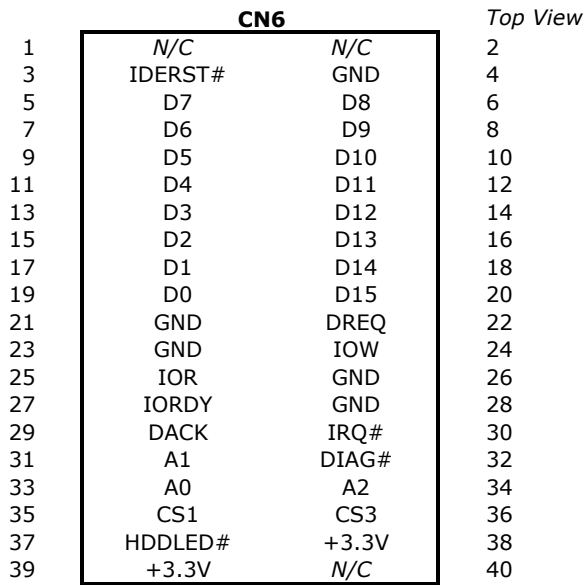 CN6 Top View
1 N/C N/C 2
3 IDERST# GND 4
5 D7 D8 6
7 D6 D9 8
9 D5 D10 10
11 D4 D11 12
13 D3 D12 14
15 D2 D13 16
17 D1 D14 18
19 D0 D15 20
21 GND DREQ 22
23 GND IOW 24
25 IOR GND 26
27 IORDY GND 28
29 DACK IRQ# 30
31 A1 DIAG# 32
33 A0 A2 34
35 CS1 CS3 36
37 HDDLED# +3.3V 38
39 +3.3V N/C 40